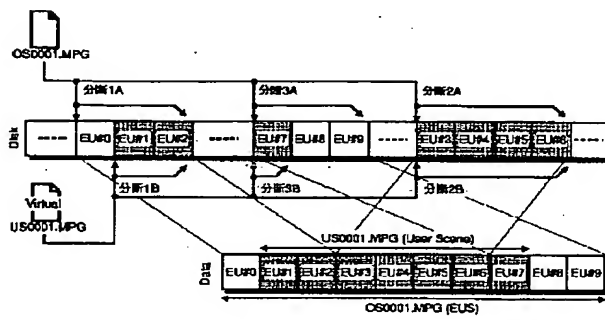 OS0001.MPG
分断1A
分断3A
分断2A
Disk
EU#0 EU#1 EU#2 EU#7 EU#8 EU#9 EU#3 EU#4 EU#5 EU#6
Virtual
US0001.MPG
分断1B
分断3B
分断2B
US0001.MPG (User Scene)
Data
EU#0 EU#1 EU#2 EU#3 EU#4 EU#5 EU#6 EU#7 EU#8 EU#9
OS0001.MPG (EUS)